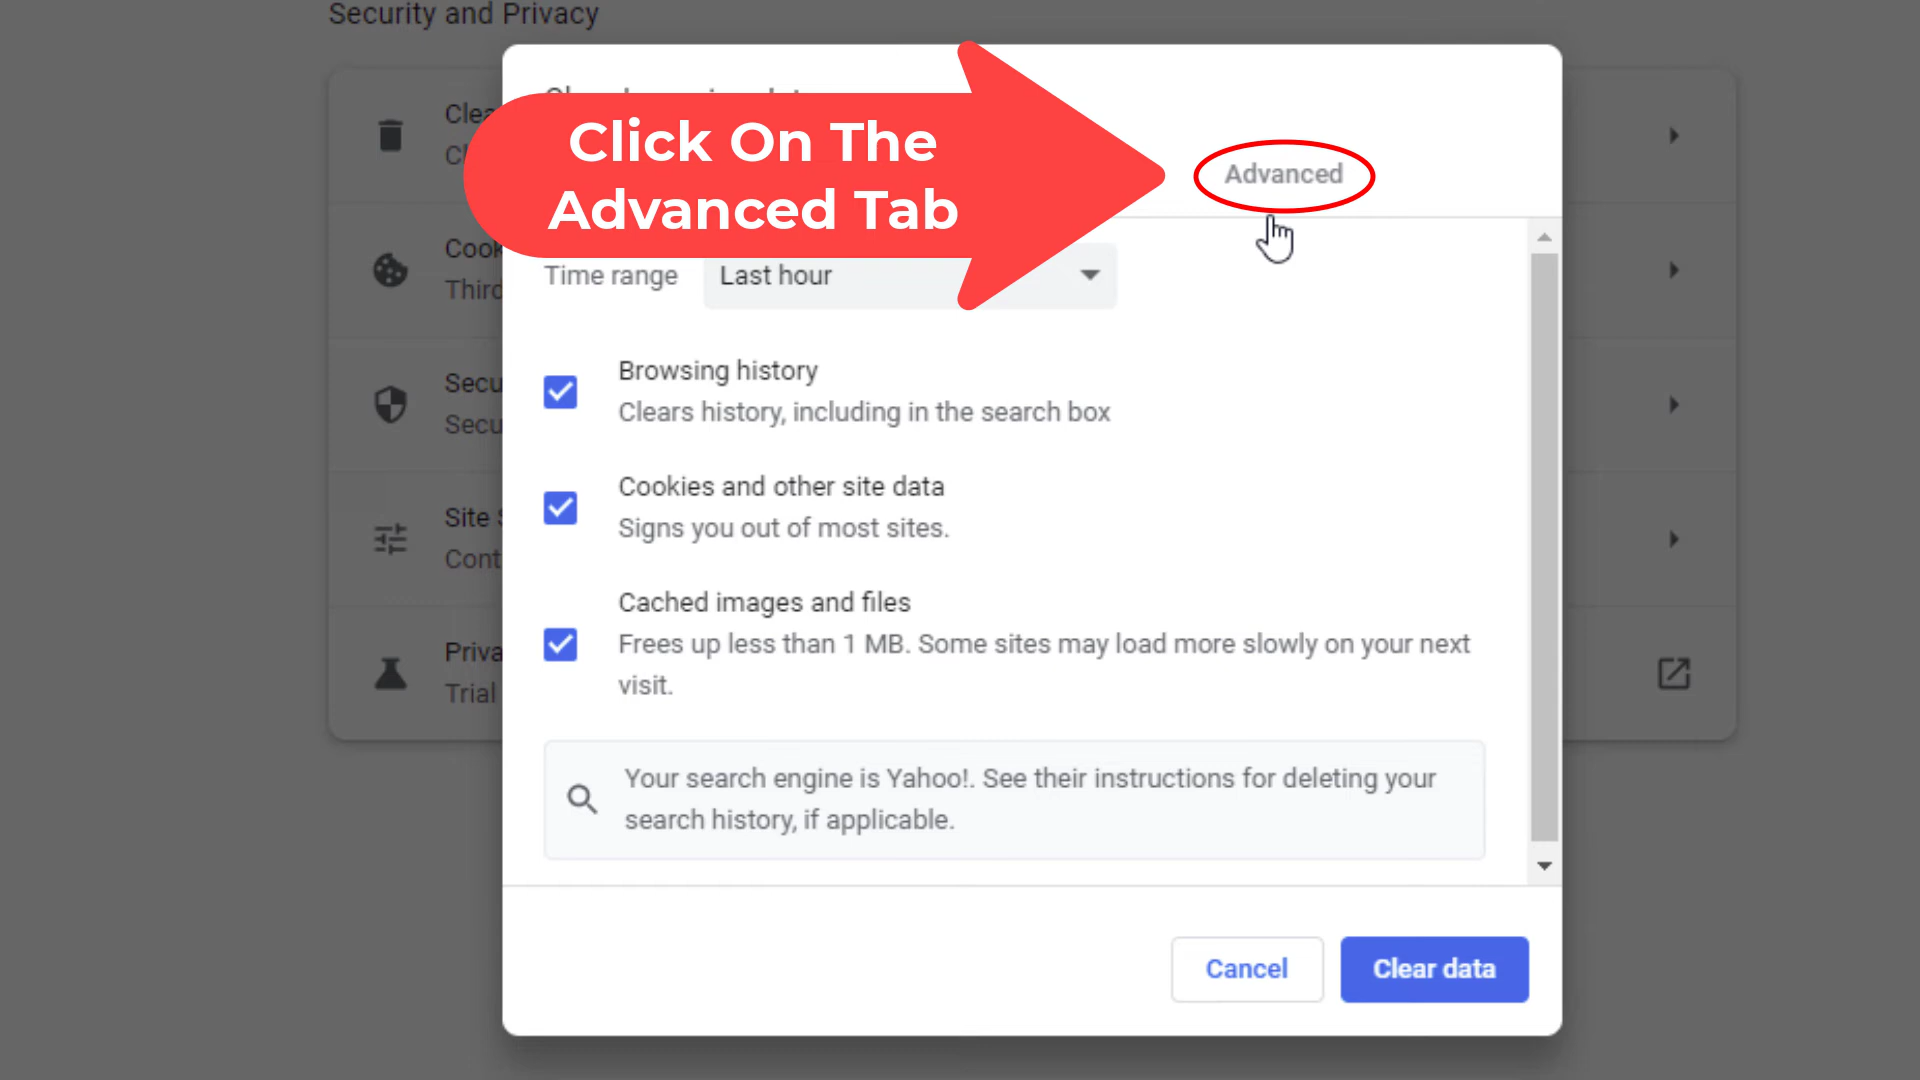 Security and Privacy
Click On The
Advanced Tab
Advanced
Time range
Last hour
Browsing history
Clears history, including in the search box
Cookies and other site data
Signs you out of most sites.
Cached images and files
Frees up less than 1 MB. Some sites may load more slowly on your next
visit.
Your search engine is Yahoo!. See their instructions for deleting your
search history, if applicable.
Cancel
Clear data
Site
Trial